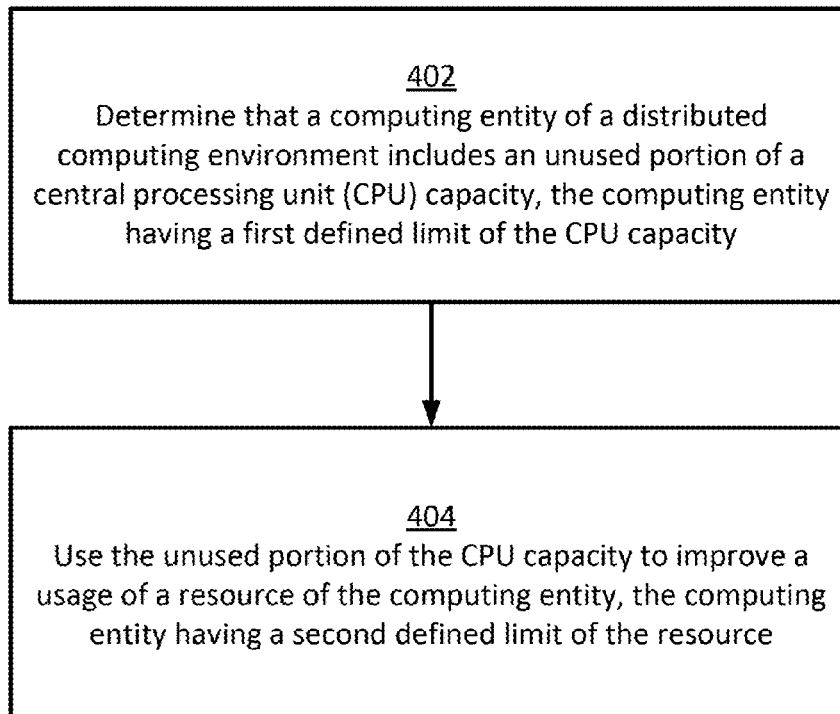 402
Determine that a computing entity of a distributed
computing environment includes an unused portion of a
central processing unit (CPU) capacity, the computing entity
having a first defined limit of the CPU capacity
404
Use the unused portion of the CPU capacity to improve a
usage of a resource of the computing entity, the computing
entity having a second defined limit of the resource